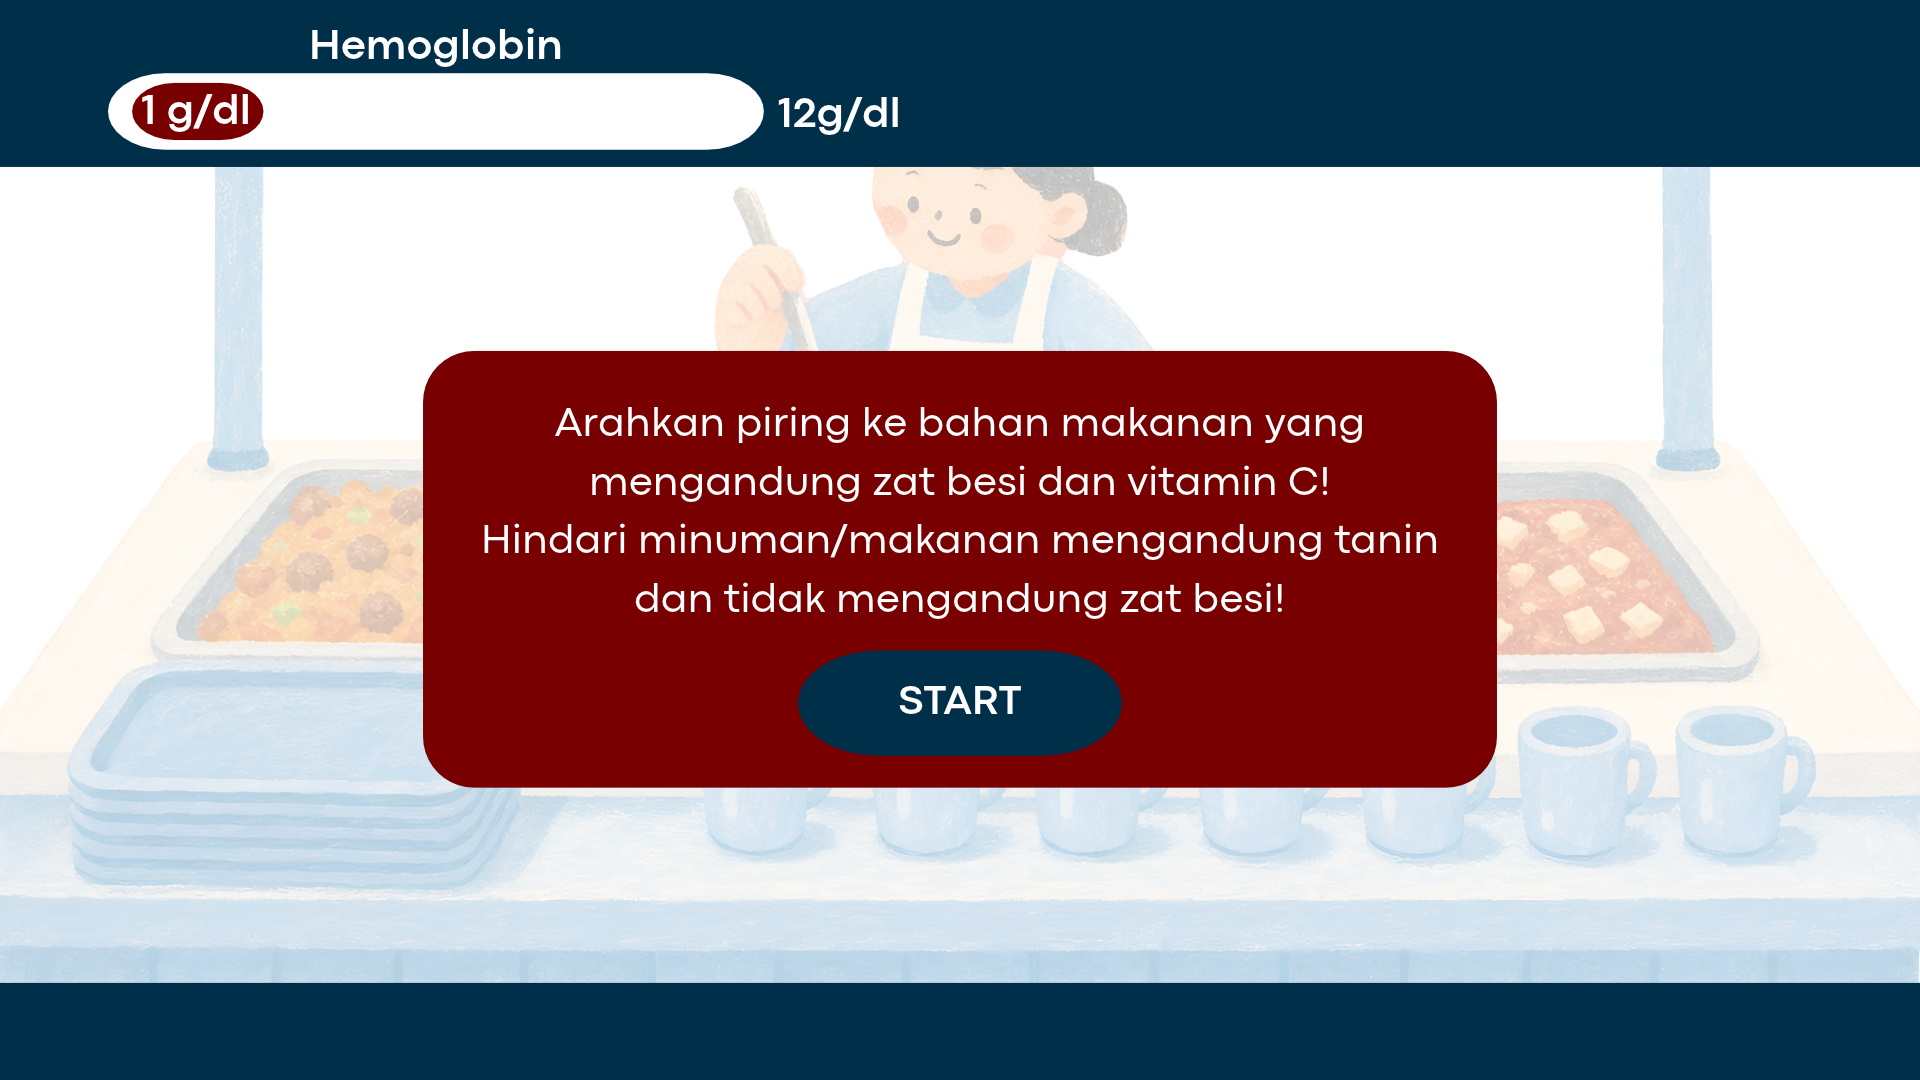 Hemoglobin
1 g/dl
12g/dl
Arahkan piring ke bahan makanan yang
mengandung zat besi dan vitamin C!
Hindari minuman/makanan mengandung tanin
dan tidak mengandung zat besi!
START